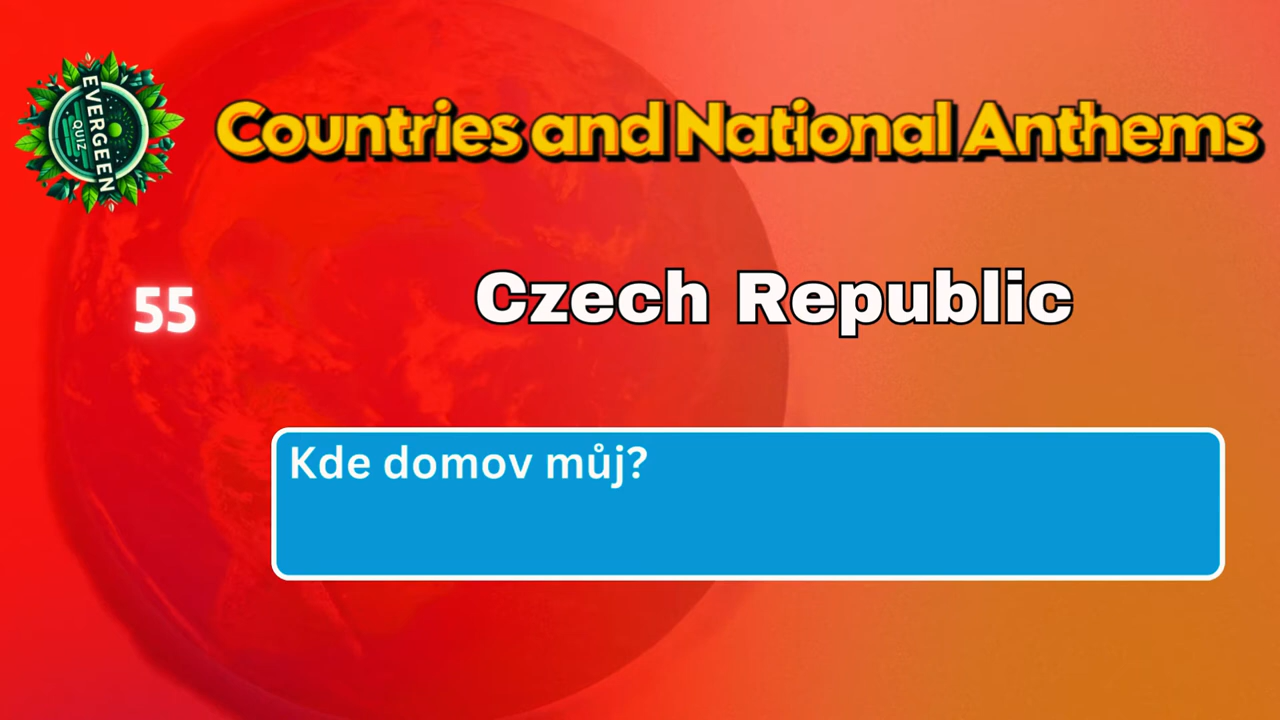 EVERGEEN
QUIZ
Countries and National Anthems
55
Czech Republic
Kde domov můj?